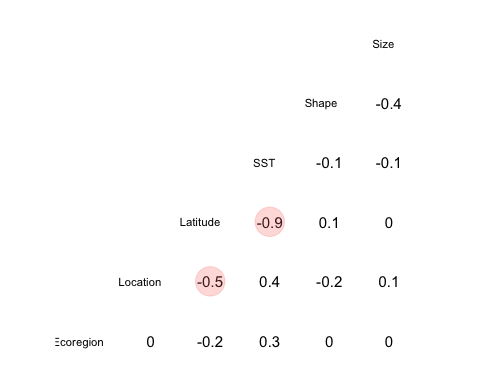 Size
Shape -0.4
SST -0.1 -0.1
Latitude -0.9 0.1 0
Location -0.5 0.4 -0.2 0.1
Ecoregion 0 -0.2 0.3 0 0